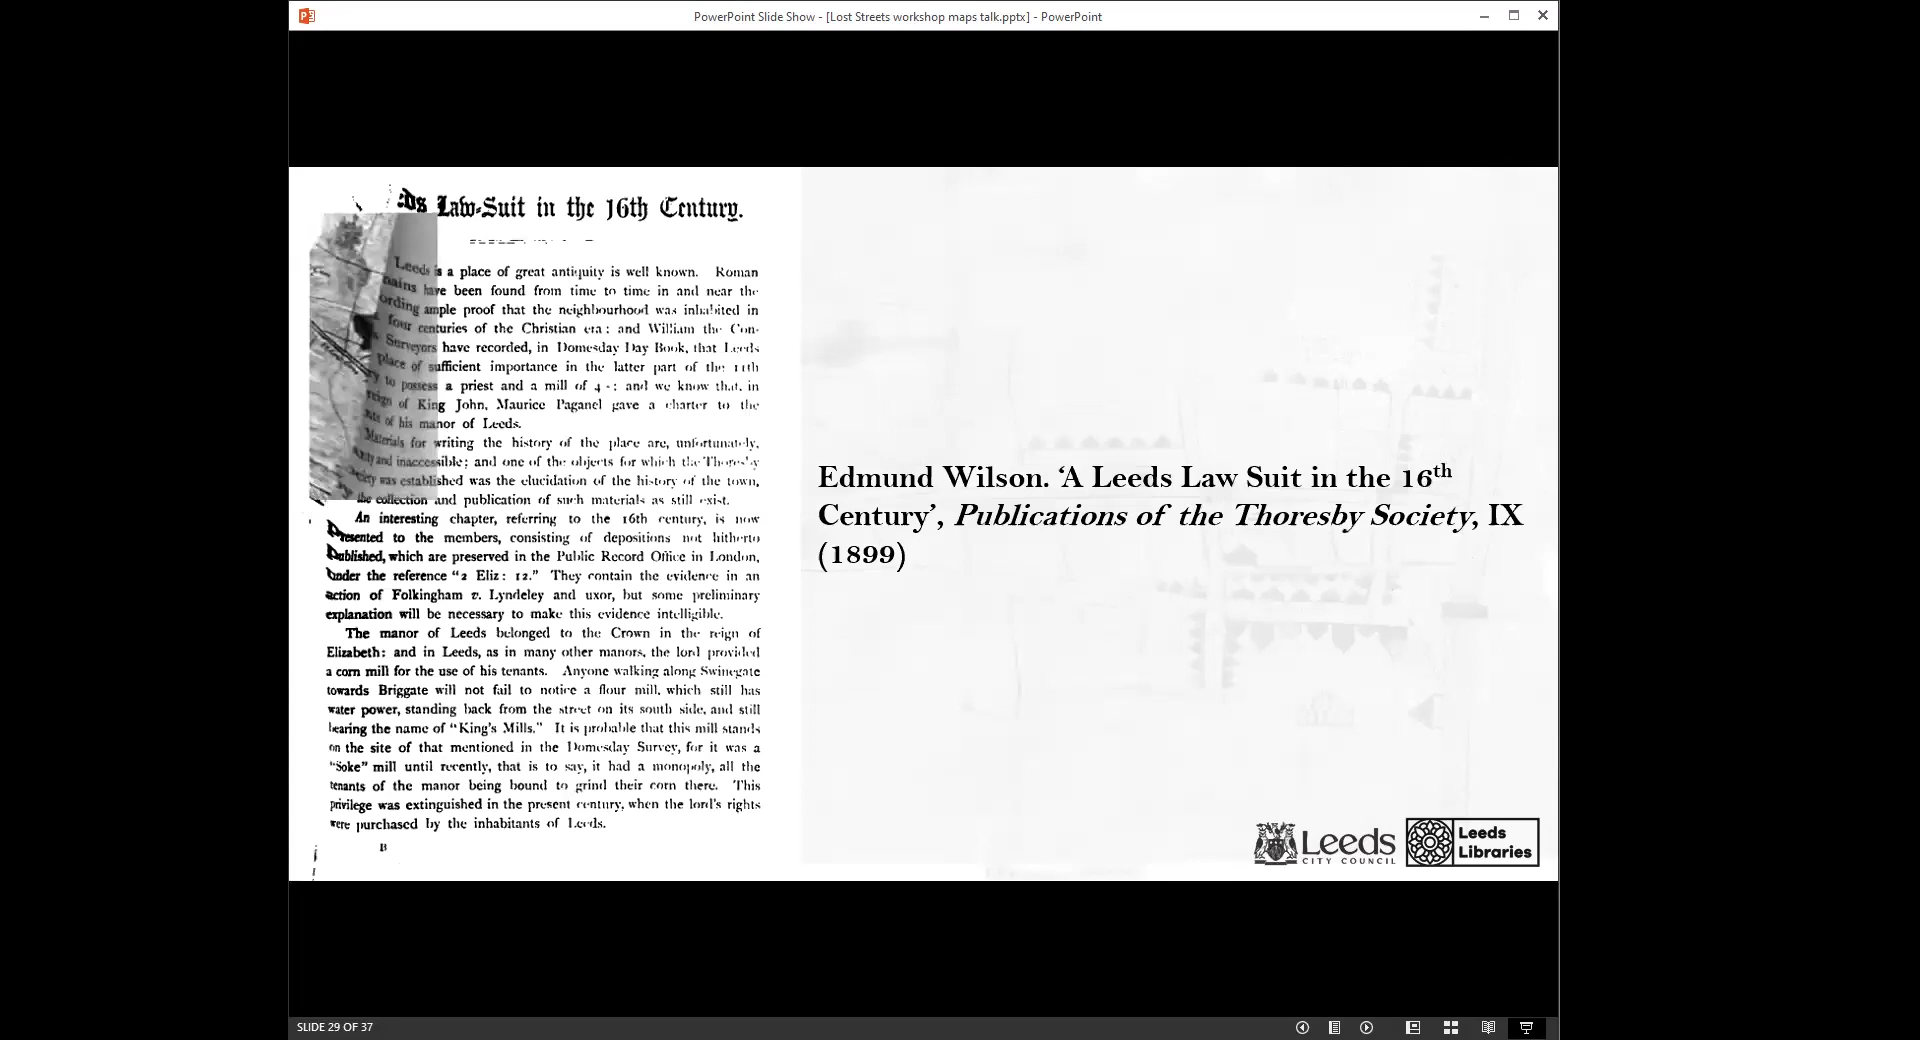 PowerPoint Slide Show - [Lost Streets workshop maps talk.pptx] - PowerPoint
Law-Suit in the 16th Century.
Leeds is a place of great antiquity is well known. Roman
have been found from time to time in and near the
ample proof that the neighbourhood was inhabited in
four centuries of the Christian era: and William the Con-
Surveyors have recorded, in Domesday Day Book, that Leeds
place of sufficient importance in the latter part of the 11th
to possess a priest and a mill of 4 and we know that, in
reign of King John, Maurice Paganel gave a charter to the
of his manor of Leeds.
Materials for writing the history of the place are, unfortunately,
and inaccessible; and one of the objects for which the Thoresby
was established was the elucidation of the history of the town,
the collection and publication of such materials as still exist.
An interesting chapter, referring to the 16th century, is now
presented to the members, consisting of depositions not hitherto
published, which are preserved in the Public Record Office in London,
under the reference "2 Eliz: 12." They contain the evidence in an
action of Folkingham v. Lyndeley and uxor, but some preliminary
explanation will be necessary to make this evidence intelligible.
The manor of Leeds belonged to the Crown in the reign of
Elizabeth: and in Leeds, as in many other manors, the lord provided
a corn mill for the use of his tenants. Anyone walking along Swinegate
towards Briggate will not fail to notice a flour mill, which still has
water power, standing back from the street on its south side, and still
bearing the name of "King's Mills." It is probable that this mill stands
on the site of that mentioned in the Domesday Survey, for it was a
"Soke" mill until recently, that is to say, it had a monopoly, all the
tenants of the manor being bound to grind their corn there. This
privilege was extinguished in the present century, when the lord's rights
were purchased by the inhabitants of Leeds.
B
Edmund Wilson. ‘A Leeds Law Suit in the 16th
Century’, Publications of the Thoresby Society, IX
(1899)
Leeds
CITY COUNCIL
Leeds
Libraries
SLIDE 29 OF 37